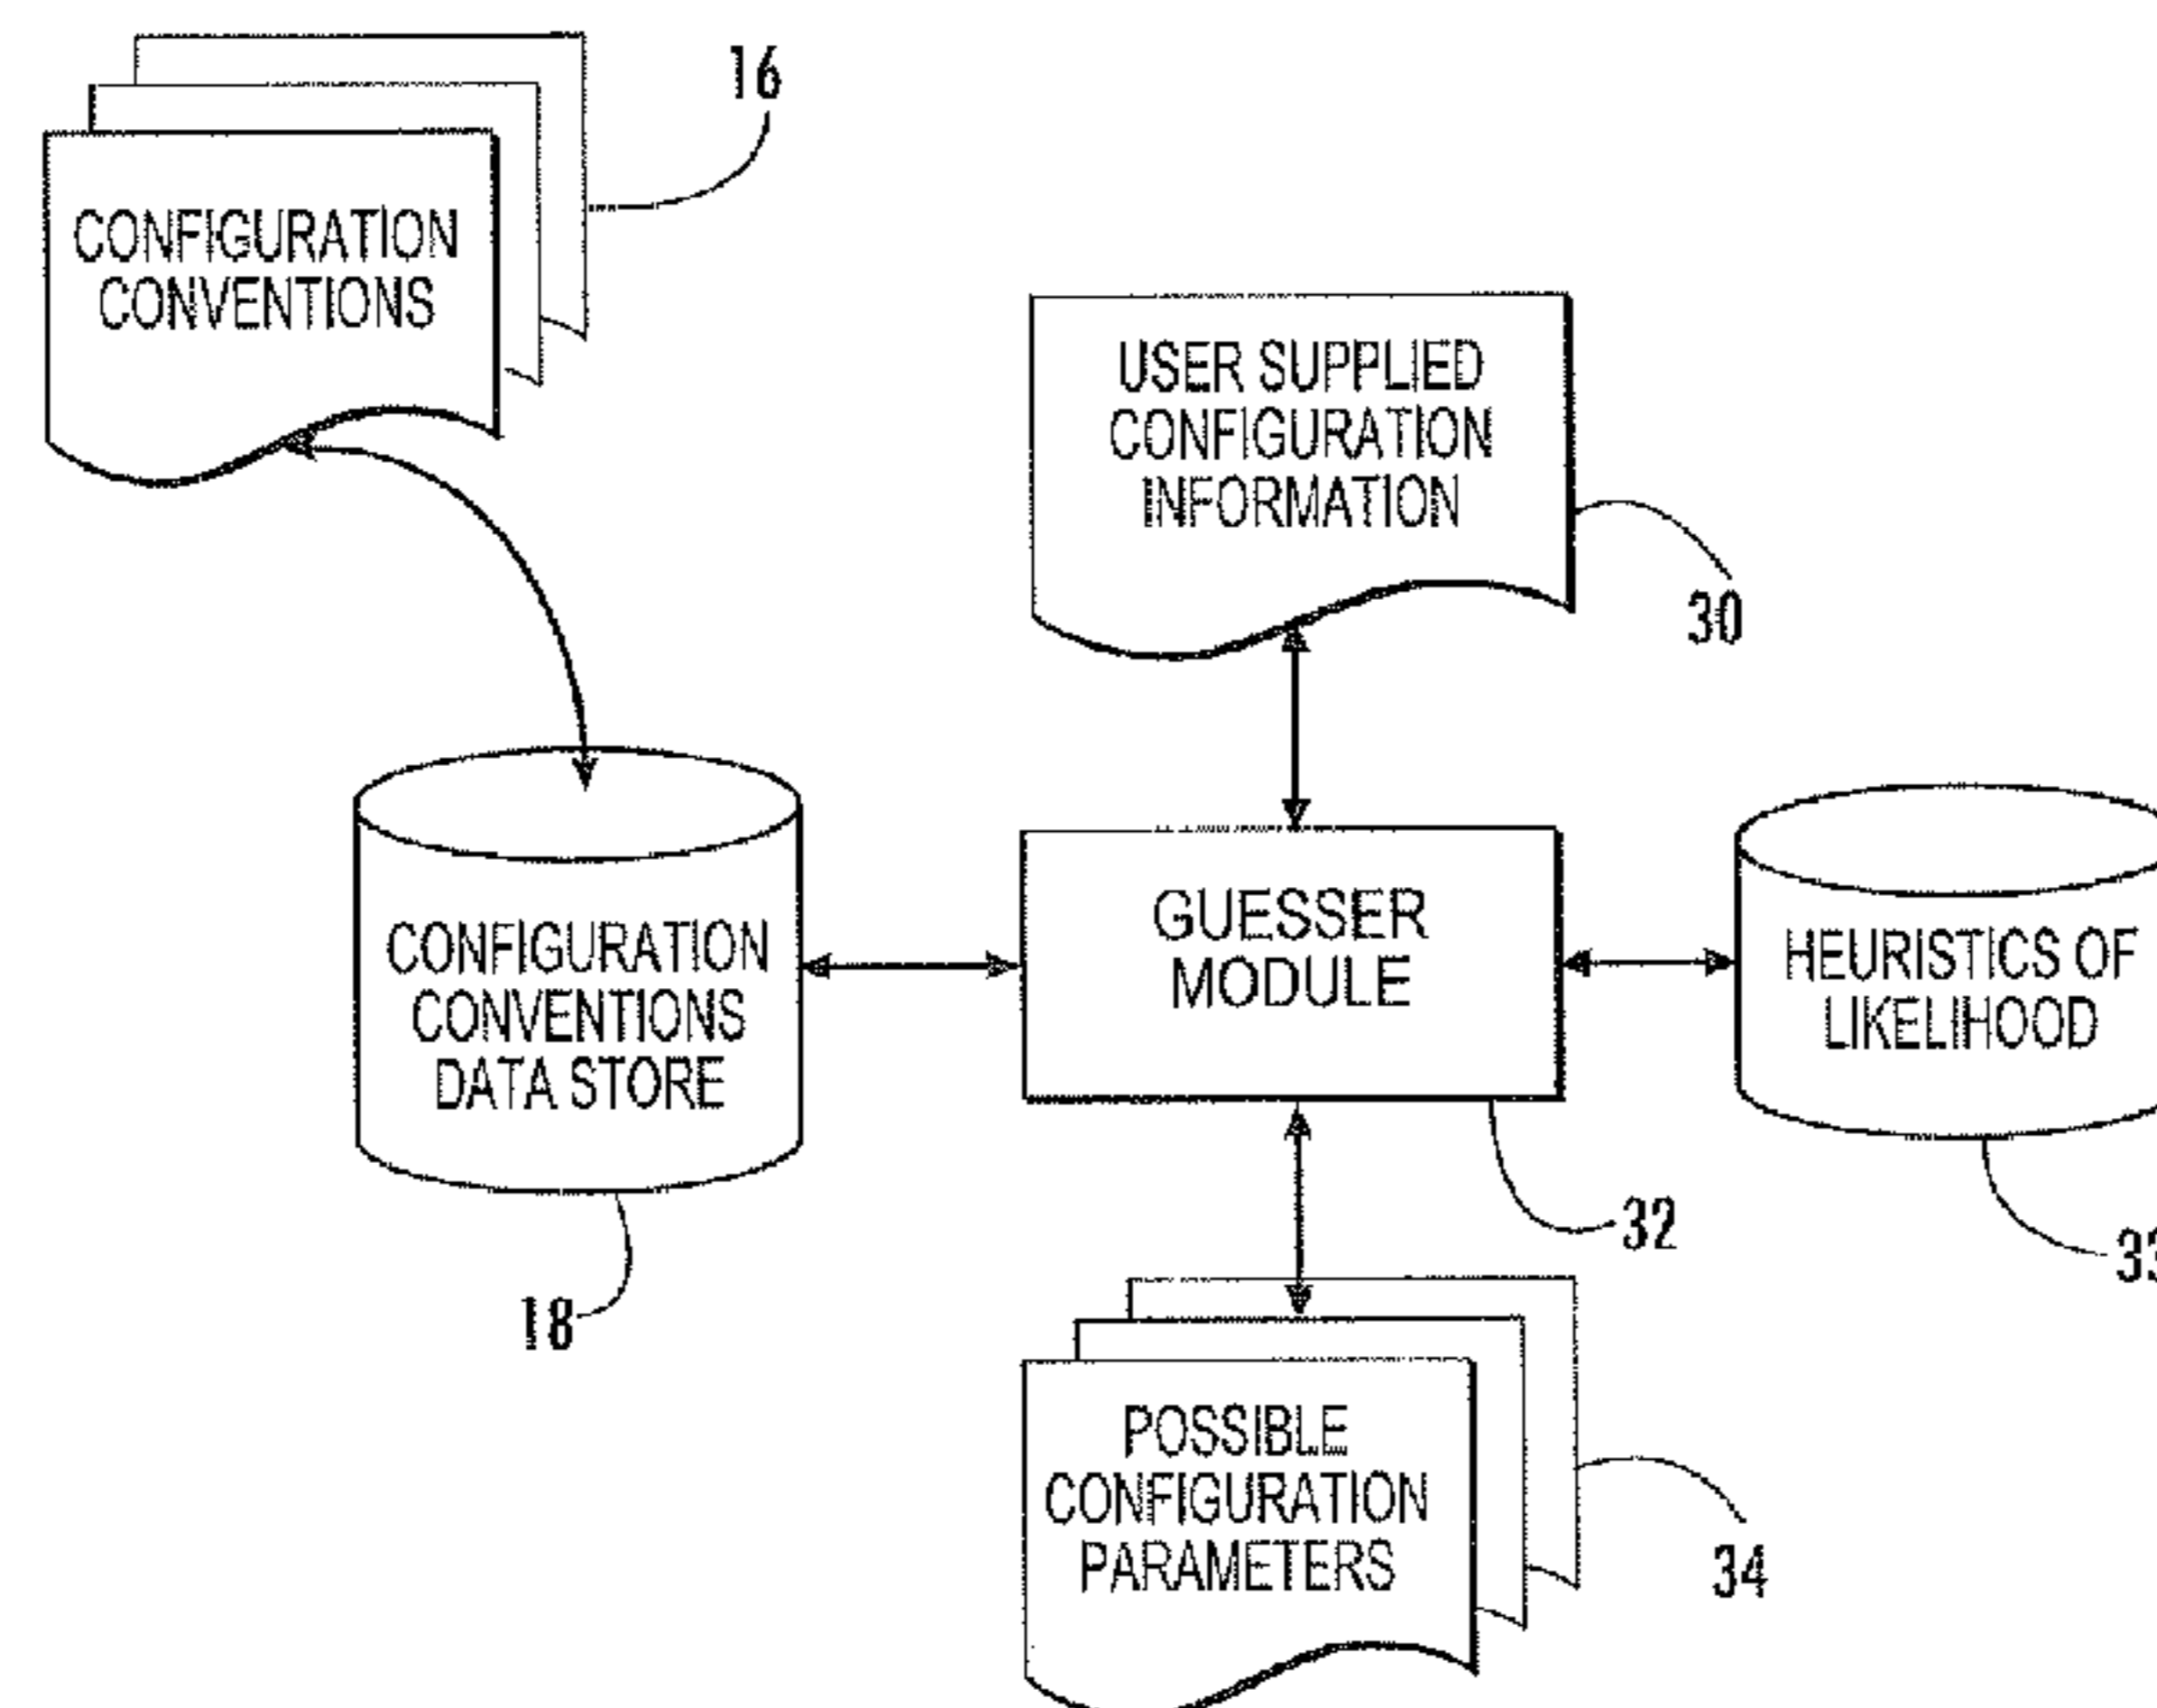 16
CONFIGURATION
CONVENTIONS
USER SUPPLIED
CONFIGURATION
INFORMATION
30
CONFIGURATION
CONVENTIONS
DATA STORE
GUESSER
MODULE
HEURISTICS OF
LIKELIHOOD
32
33
18
POSSIBLE
CONFIGURATION
PARAMETERS
34